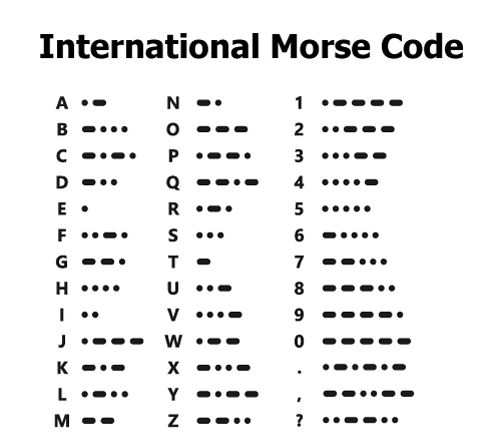 International Morse Code
A •− N −• 1 •−−−−
B −••• O −−− 2 ••−−−
C −•−• P •−−• 3 •••−−
D −•• Q −−•− 4 ••••−
E • R •−• 5 •••••
F ••−• S ••• 6 −••••
G −−• T − 7 −−•••
H •••• U ••− 8 −−−••
I •• V •••− 9 −−−−•
J •−−− W •−− 0 −−−−−
K −•− X −••− . •−•−•−
L •−•• Y −•−− , −−••−−
M −− Z −−•• ? ••−−••